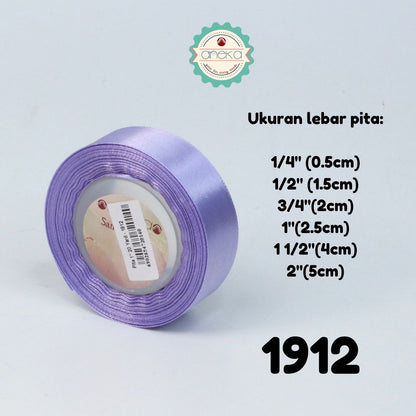 aneka
Ukuran lebar pita:
1/4" (0.5cm)
1/2" (1.5cm)
3/4"(2cm)
1"(2.5cm)
1 1/2"(4cm)
2"(5cm)
1912